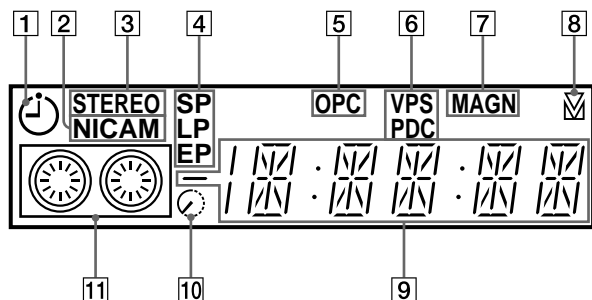 1 2 3 4 5 6 7 8
STEREO SP OPC VPS MAGN
NICAM LP PDC
EP
11 10 9